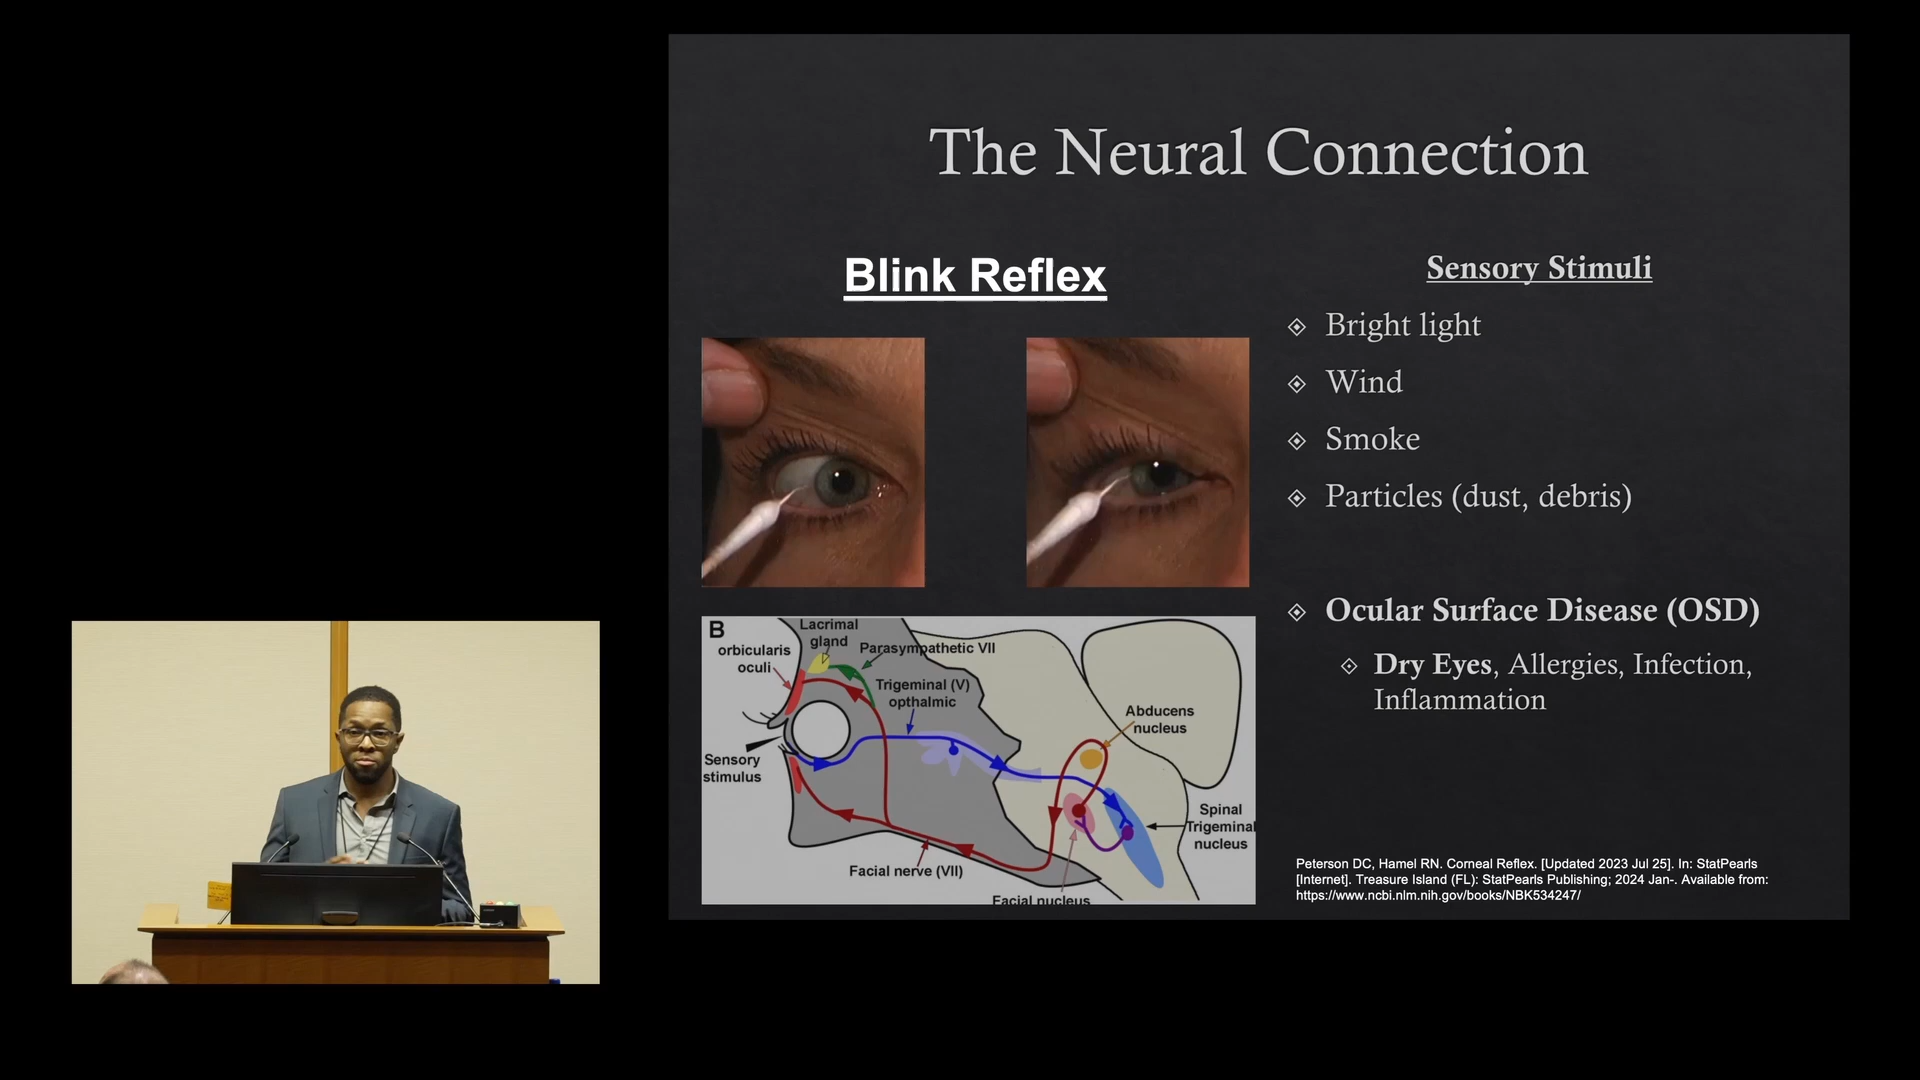 The Neural Connection
Blink Reflex
Sensory Stimuli
Bright light
Wind
Smoke
Particles (dust, debris)
Ocular Surface Disease (OSD)
Dry Eyes, Allergies, Infection,
Inflammation
B
Lacrimal
gland
orbicularis
oculi
Parasympathetic VII
Trigeminal (V)
opthalmic
Abducens
nucleus
Sensory
stimulus
Spinal
Trigeminal
nucleus
Facial nerve (VII)
Facial nucleus
Peterson DC, Hamel RN. Corneal Reflex. [Updated 2023 Jul 25]. In: StatPearls
[Internet]. Treasure Island (FL): StatPearls Publishing; 2024 Jan-. Available from:
https://www.ncbi.nlm.nih.gov/books/NBK534247/